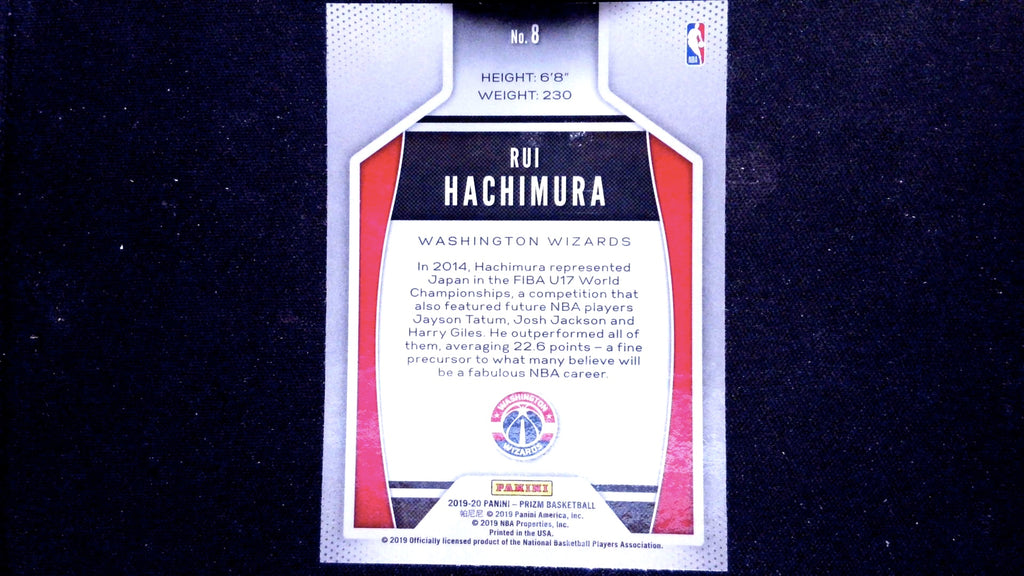 No. 8
NBA
HEIGHT: 6'8"
WEIGHT: 230
RUI
HACHIMURA
WASHINGTON WIZARDS
In 2014, Hachimura represented
Japan in the FIBA U17 World
Championships, a competition that
also featured future NBA players
Jayson Tatum, Josh Jackson and
Harry Giles. He outperformed all of
them, averaging 22.6 points – a fine
precursor to what many believe will
be a fabulous NBA career.
WASHINGTON
WIZARDS
PANINI
2019-20 PANINI – PRIZM BASKETBALL
帕尼尼 © 2019 Panini America, Inc.
© 2019 NBA Properties, Inc.
Printed in the USA.
© 2019 Officially licensed product of the National Basketball Players Association.